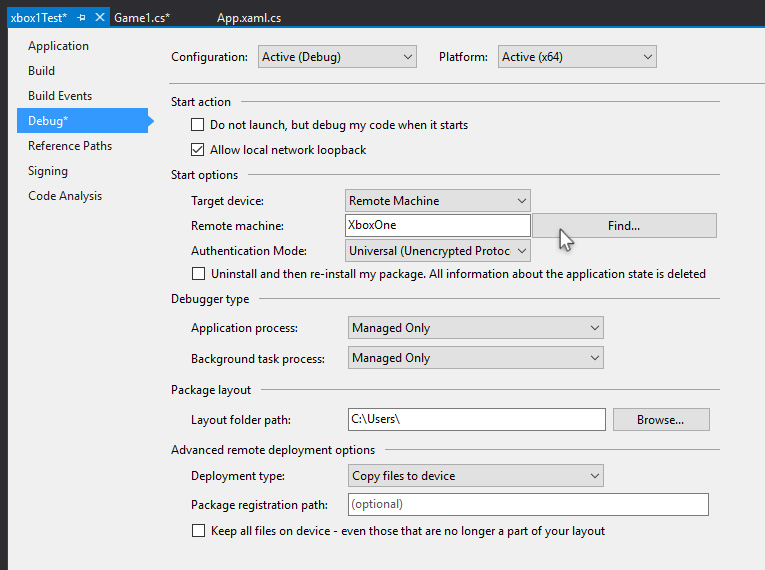 xbox1Test* Game1.cs* App.xaml.cs
Application
Build
Build Events
Debug*
Reference Paths
Signing
Code Analysis
Configuration: Active (Debug) Platform: Active (x64)
Start action
Do not launch, but debug my code when it starts
Allow local network loopback
Start options
Target device: Remote Machine
Remote machine: XboxOne Find...
Authentication Mode: Universal (Unencrypted Protoc
Uninstall and then re-install my package. All information about the application state is deleted
Debugger type
Application process: Managed Only
Background task process: Managed Only
Package layout
Layout folder path: C:\Users\ Browse...
Advanced remote deployment options
Deployment type: Copy files to device
Package registration path: (optional)
Keep all files on device - even those that are no longer a part of your layout